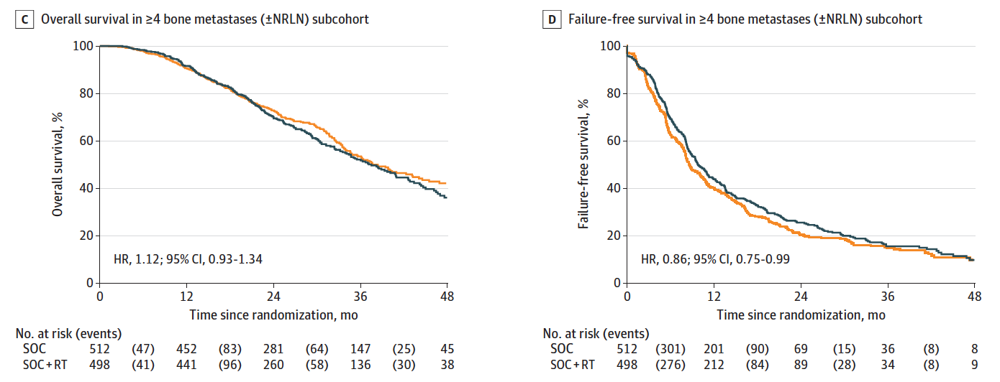 C Overall survival in ≥4 bone metastases (±NRLN) subcohort
100
80
60
40
20
0
Overall survival, %
HR, 1.12; 95% CI, 0.93-1.34
0 12 24 36 48
Time since randomization, mo
No. at risk (events)
SOC 512 (47) 452 (83) 281 (64) 147 (25) 45
SOC + RT 498 (41) 441 (96) 260 (58) 136 (30) 38
D Failure-free survival in ≥4 bone metastases (±NRLN) subcohort
100
80
60
40
20
0
Failure-free survival, %
HR, 0.86; 95% CI, 0.75-0.99
0 12 24 36 48
Time since randomization, mo
No. at risk (events)
SOC 512 (301) 201 (90) 69 (15) 36 (8) 8
SOC + RT 498 (276) 212 (84) 89 (28) 34 (8) 9